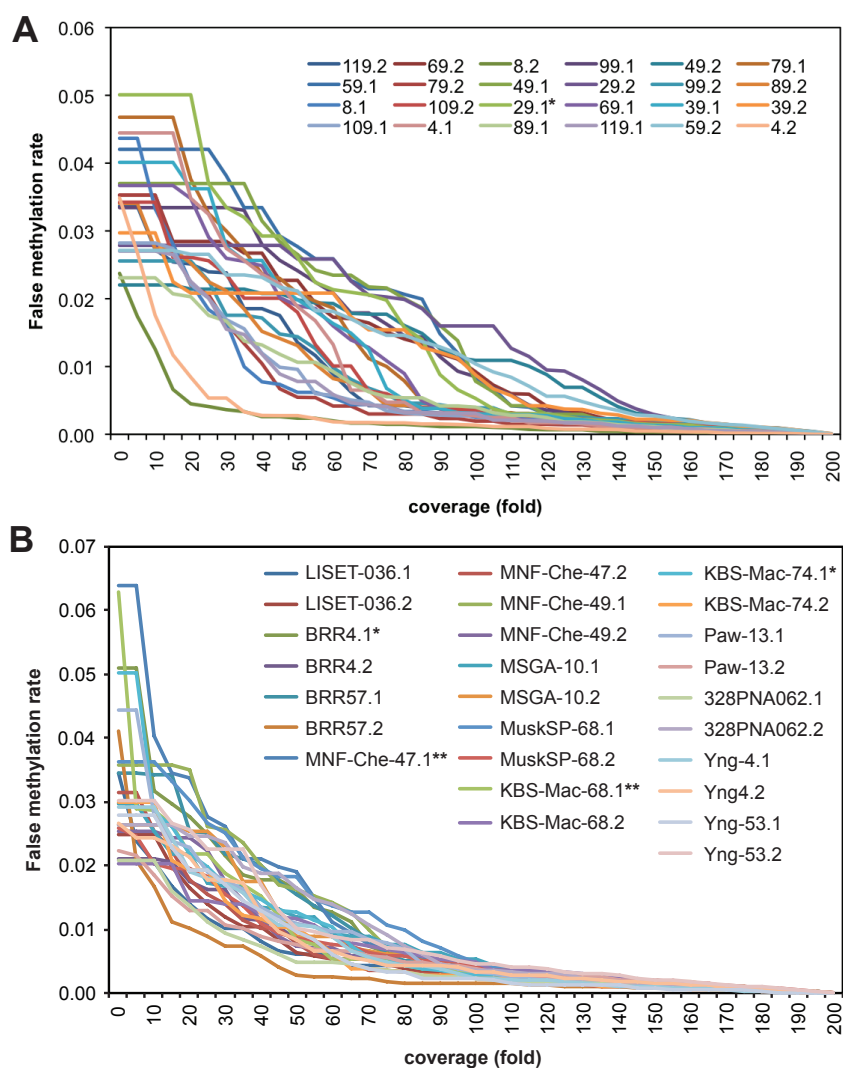 A
False methylation rate
0.06
0.05
0.04
0.03
0.02
0.01
0.00
119.2 69.2 8.2 99.1 49.2 79.1
59.1 79.2 49.1 29.2 99.2 89.2
8.1 109.2 29.1* 69.1 39.1 39.2
109.1 4.1 89.1 119.1 59.2 4.2
0 10 20 30 40 50 60 70 80 90 100 110 120 130 140 150 160 170 180 190 200
coverage (fold)
B
False methylation rate
0.07
0.06
0.05
0.04
0.03
0.02
0.01
0.00
LISET-036.1
LISET-036.2
BRR4.1*
BRR4.2
BRR57.1
BRR57.2
MNF-Che-47.1**
MNF-Che-47.2
MNF-Che-49.1
MNF-Che-49.2
MSGA-10.1
MSGA-10.2
MuskSP-68.1
MuskSP-68.2
KBS-Mac-68.1**
KBS-Mac-68.2
KBS-Mac-74.1*
KBS-Mac-74.2
Paw-13.1
Paw-13.2
328PNA062.1
328PNA062.2
Yng-4.1
Yng4.2
Yng-53.1
Yng-53.2
0 10 20 30 40 50 60 70 80 90 100 110 120 130 140 150 160 170 180 190 200
coverage (fold)